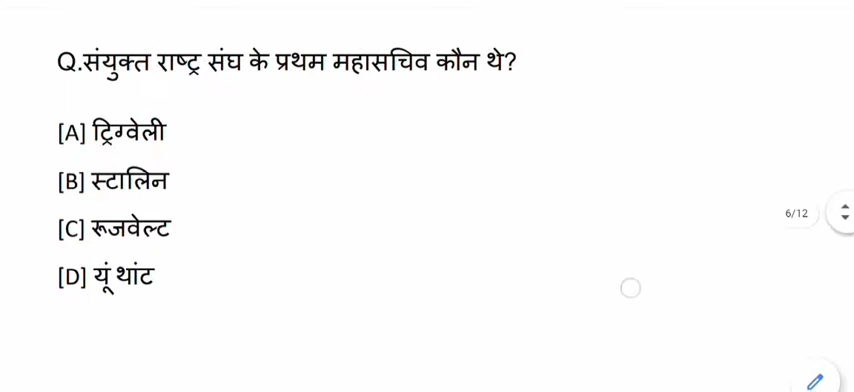 Q.संयुक्त राष्ट्र संघ के प्रथम महासचिव कौन थे?
[A] ट्रिग्वेली
[B] स्टालिन
[C] रूजवेल्ट
6/12
[D] यूं थांट